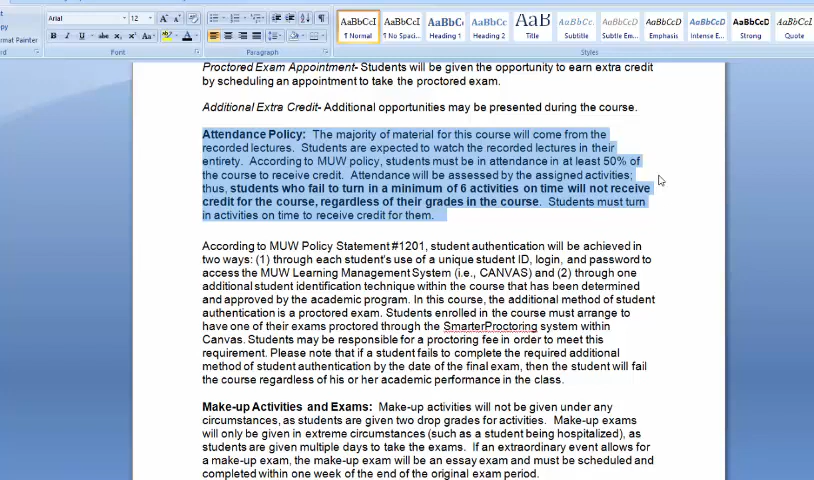 Arial 12
rd
ormat Painter
B I U abc x₂ x² Aa
Font
Paragraph
AaBbCcI AaBbCcI AaBbC AaBbCc AaB AaBbCc. AaBbCcD AaBbCcD AaBbCcD AaBbCcD AaBbCcD
¶ Normal ¶ No Spaci... Heading 1 Heading 2 Title Subtitle Subtle Em... Emphasis Intense E... Strong Quote
Styles
Proctored Exam Appointment- Students will be given the opportunity to earn extra credit
by scheduling an appointment to take the proctored exam.
Additional Extra Credit- Additional opportunities may be presented during the course.
Attendance Policy: The majority of material for this course will come from the
recorded lectures. Students are expected to watch the recorded lectures in their
entirety. According to MUW policy, students must be in attendance in at least 50% of
the course to receive credit. Attendance will be assessed by the assigned activities;
thus, students who fail to turn in a minimum of 6 activities on time will not receive
credit for the course, regardless of their grades in the course. Students must turn
in activities on time to receive credit for them.
According to MUW Policy Statement #1201, student authentication will be achieved in
two ways: (1) through each student's use of a unique student ID, login, and password to
access the MUW Learning Management System (i.e., CANVAS) and (2) through one
additional student identification technique within the course that has been determined
and approved by the academic program. In this course, the additional method of student
authentication is a proctored exam. Students enrolled in the course must arrange to
have one of their exams proctored through the SmarterProctoring system within
Canvas. Students may be responsible for a proctoring fee in order to meet this
requirement. Please note that if a student fails to complete the required additional
method of student authentication by the date of the final exam, then the student will fail
the course regardless of his or her academic performance in the class.
Make-up Activities and Exams: Make-up activities will not be given under any
circumstances, as students are given two drop grades for activities. Make-up exams
will only be given in extreme circumstances (such as a student being hospitalized), as
students are given multiple days to take the exams. If an extraordinary event allows for
a make-up exam, the make-up exam will be an essay exam and must be scheduled and
completed within one week of the end of the original exam period.